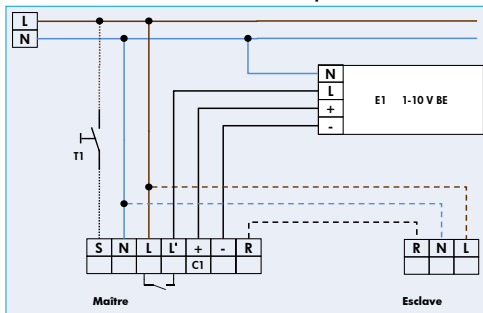 L
N
N
L
+
-
E1 1-10 V BE
T1
S N L L' + - R
C1
R N L
Maître
Esclave